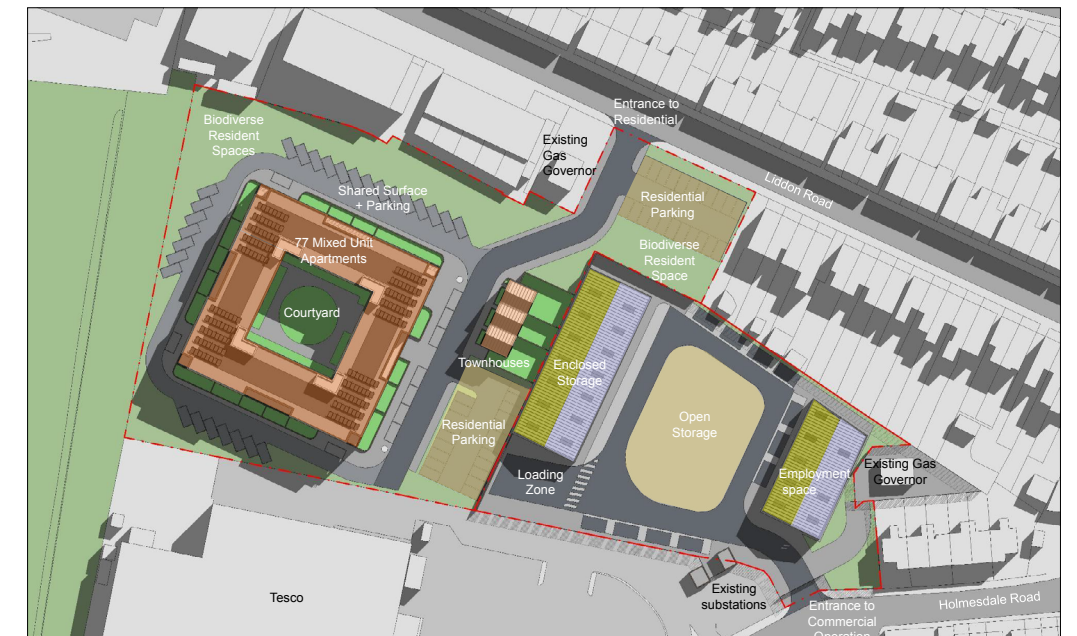 Entrance to
Residential
Biodiverse
Resident
Spaces
Existing
Gas
Governor
Liddon Road
Shared Surface
+ Parking
Residential
Parking
77 Mixed Unit
Apartments
Biodiverse
Resident
Space
Courtyard
Townhouses
Enclosed
Storage
Open
Storage
Residential
Parking
Loading
Zone
Employment
space
Existing Gas
Governor
Existing
substations
Tesco
Holmesdale Road
Entrance to
Commercial
Operation